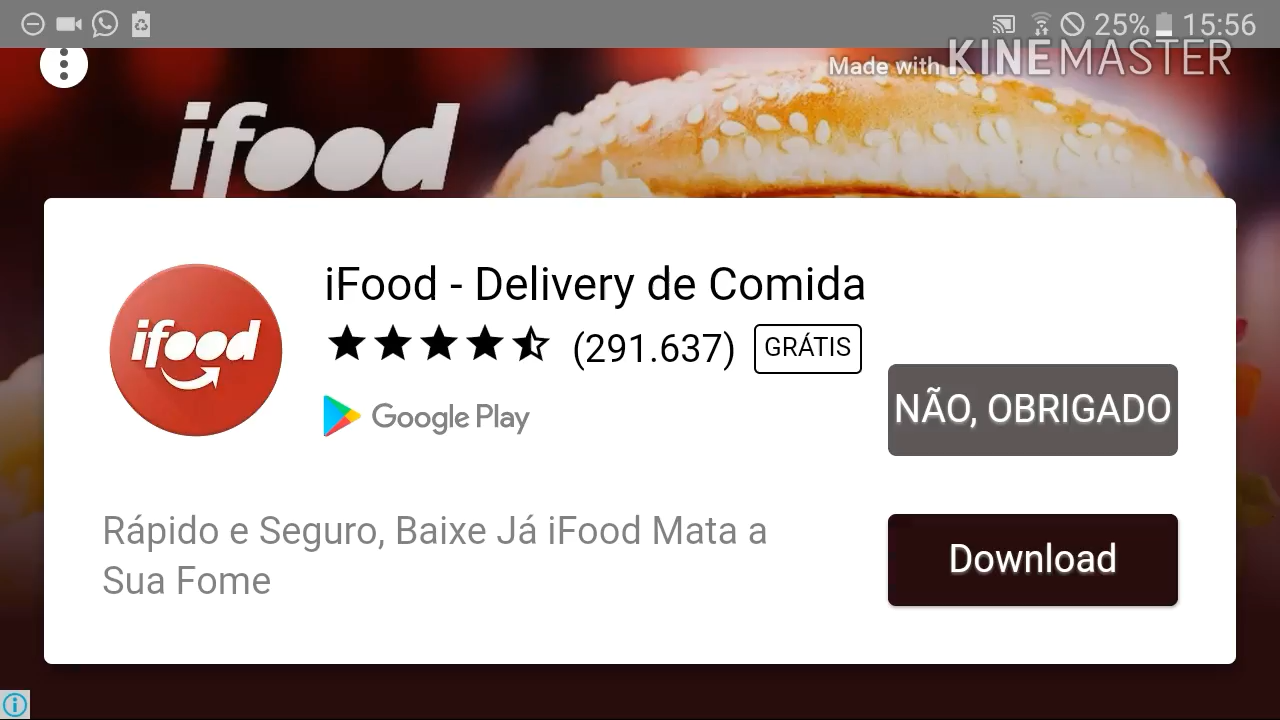 25% 15:56
Made with KINEMASTER
ifood
ifood
iFood - Delivery de Comida
(291.637) GRÁTIS
Google Play
NÃO, OBRIGADO
Rápido e Seguro, Baixe Já iFood Mata a
Sua Fome
Download